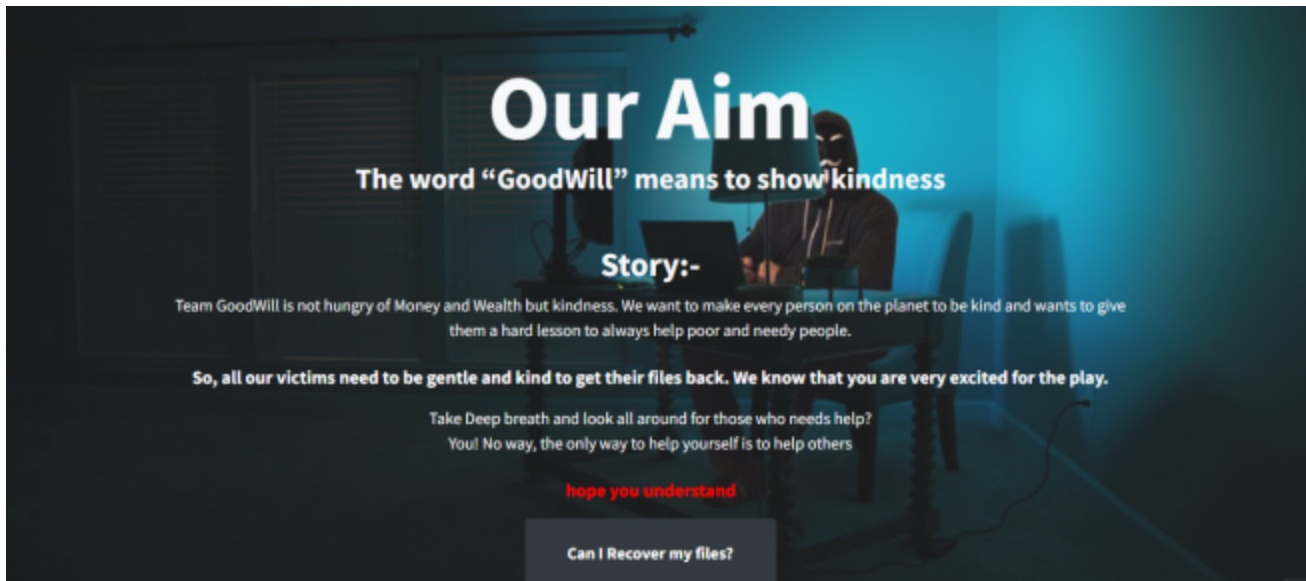 Our Aim
The word “GoodWill” means to show kindness
Story:-
Team GoodWill is not hungry of Money and Wealth but kindness. We want to make every person on the planet to be kind and wants to give
them a hard lesson to always help poor and needy people.
So, all our victims need to be gentle and kind to get their files back. We know that you are very excited for the play.
Take Deep breath and look all around for those who needs help?
You! No way, the only way to help yourself is to help others
hope you understand
Can I Recover my files?